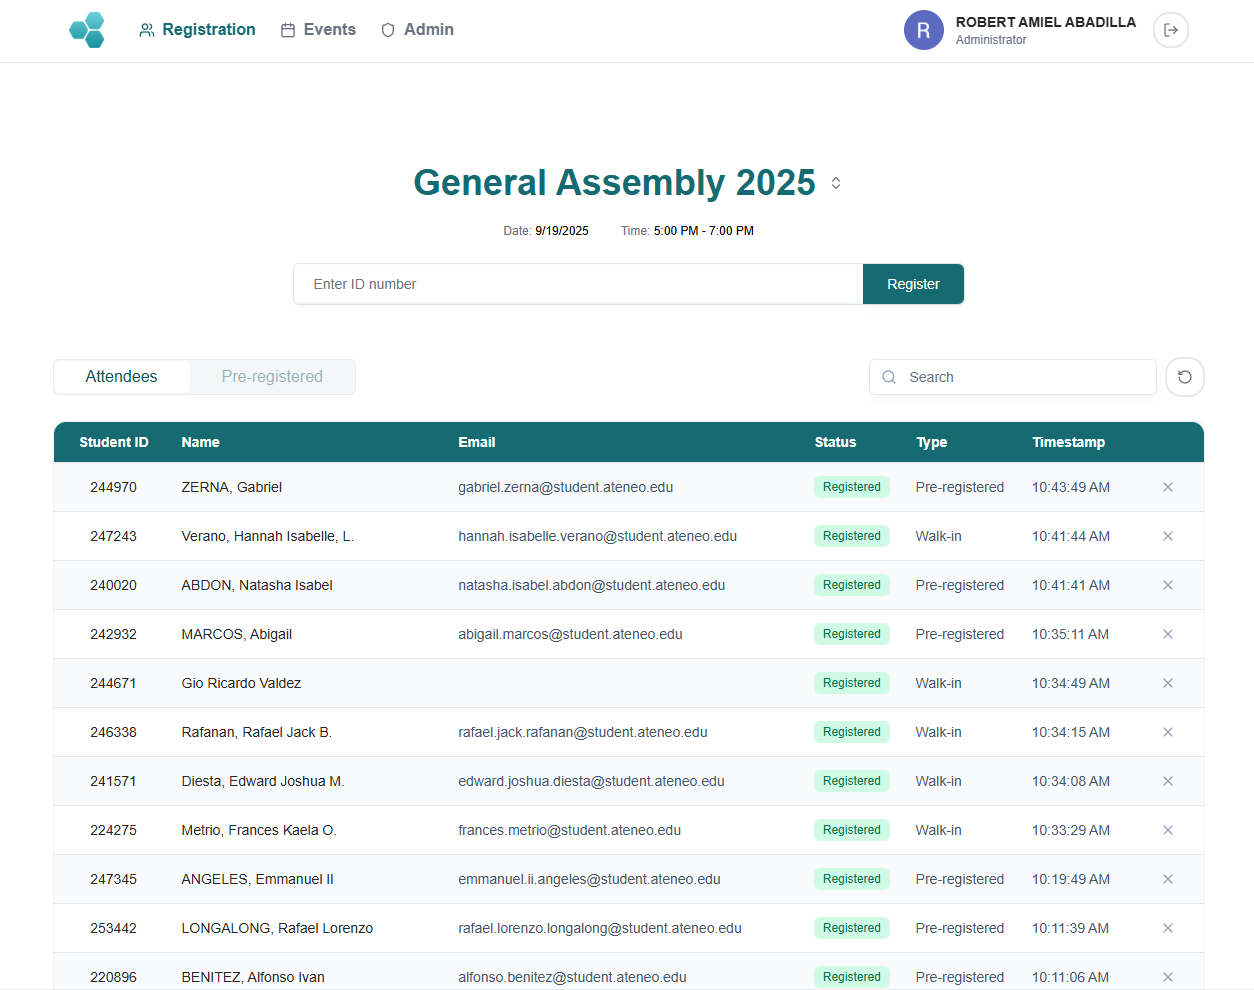 Registration Events Admin
R ROBERT AMIEL ABADILLA
Administrator
General Assembly 2025
Date: 9/19/2025 Time: 5:00 PM - 7:00 PM
Enter ID number Register
Attendees Pre-registered Search
Student ID Name Email Status Type Timestamp
244970 ZERNA, Gabriel gabriel.zerna@student.ateneo.edu Registered Pre-registered 10:43:49 AM
247243 Verano, Hannah Isabelle, L. hannah.isabelle.verano@student.ateneo.edu Registered Walk-in 10:41:44 AM
240020 ABDON, Natasha Isabel natasha.isabel.abdon@student.ateneo.edu Registered Pre-registered 10:41:41 AM
242932 MARCOS, Abigail abigail.marcos@student.ateneo.edu Registered Pre-registered 10:35:11 AM
244671 Gio Ricardo Valdez Registered Walk-in 10:34:49 AM
246338 Rafanan, Rafael Jack B. rafael.jack.rafanan@student.ateneo.edu Registered Walk-in 10:34:15 AM
241571 Diesta, Edward Joshua M. edward.joshua.diesta@student.ateneo.edu Registered Walk-in 10:34:08 AM
224275 Metrio, Frances Kaela O. frances.metrio@student.ateneo.edu Registered Walk-in 10:33:29 AM
247345 ANGELES, Emmanuel II emmanuel.ii.angeles@student.ateneo.edu Registered Pre-registered 10:19:49 AM
253442 LONGALONG, Rafael Lorenzo rafael.lorenzo.longalong@student.ateneo.edu Registered Pre-registered 10:11:39 AM
220896 BENITEZ, Alfonso Ivan alfonso.benitez@student.ateneo.edu Registered Pre-registered 10:11:06 AM